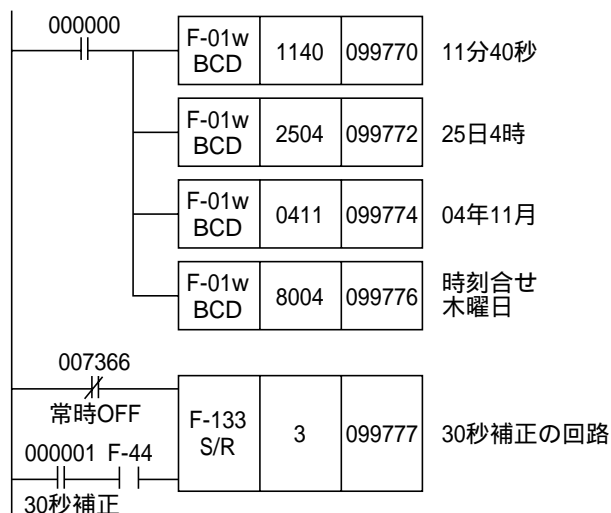 000000
F-01w BCD 1140 099770 11分40秒
F-01w BCD 2504 099772 25日4時
F-01w BCD 0411 099774 04年11月
F-01w BCD 8004 099776 時刻合せ
木曜日
007366
常時OFF
F-133 S/R 3 099777 30秒補正の回路
000001 F-44
30秒補正